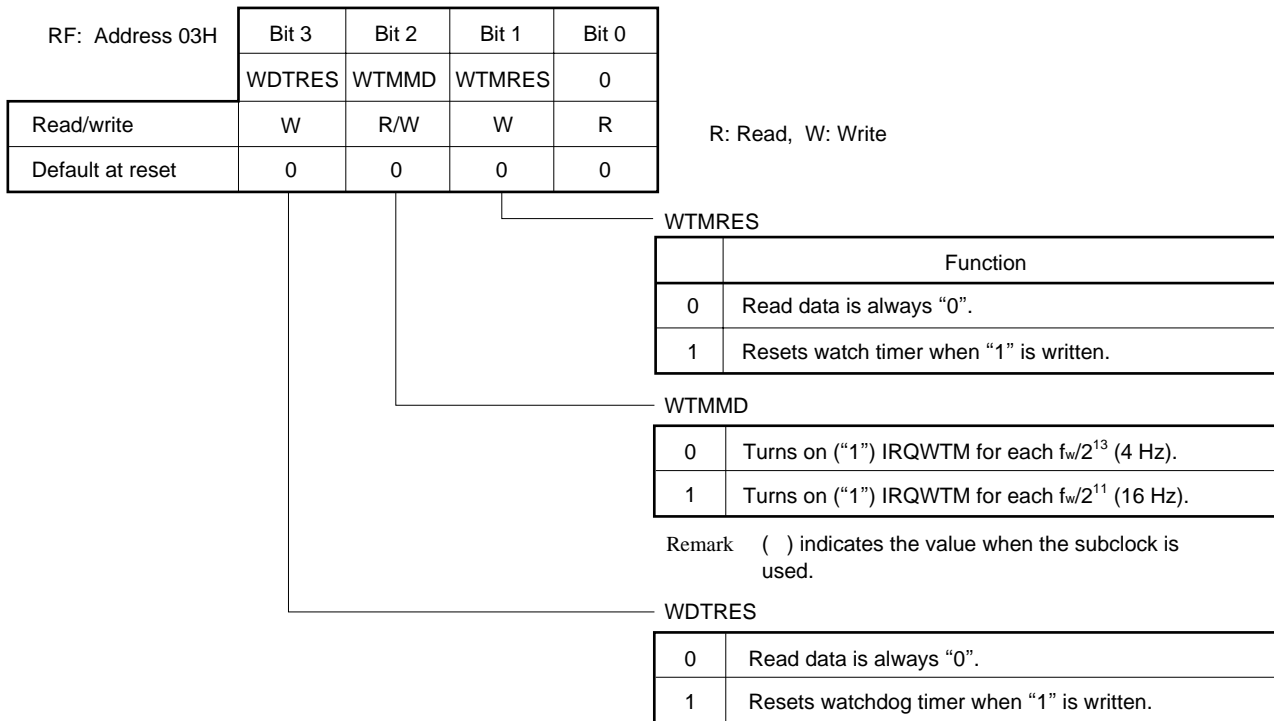 RF: Address 03H Bit 3 Bit 2 Bit 1 Bit 0
WDTRES WTMMD WTMRES 0
Read/write W R/W W R
R: Read, W: Write
Default at reset 0 0 0 0
WTMRES
Function
0 Read data is always “0”.
1 Resets watch timer when “1” is written.
WTMMD
0 Turns on (“1”) IRQWTM for each fw/2¹³ (4 Hz).
1 Turns on (“1”) IRQWTM for each fw/2¹¹ (16 Hz).
Remark ( ) indicates the value when the subclock is
used.
WDTRES
0 Read data is always “0”.
1 Resets watchdog timer when “1” is written.